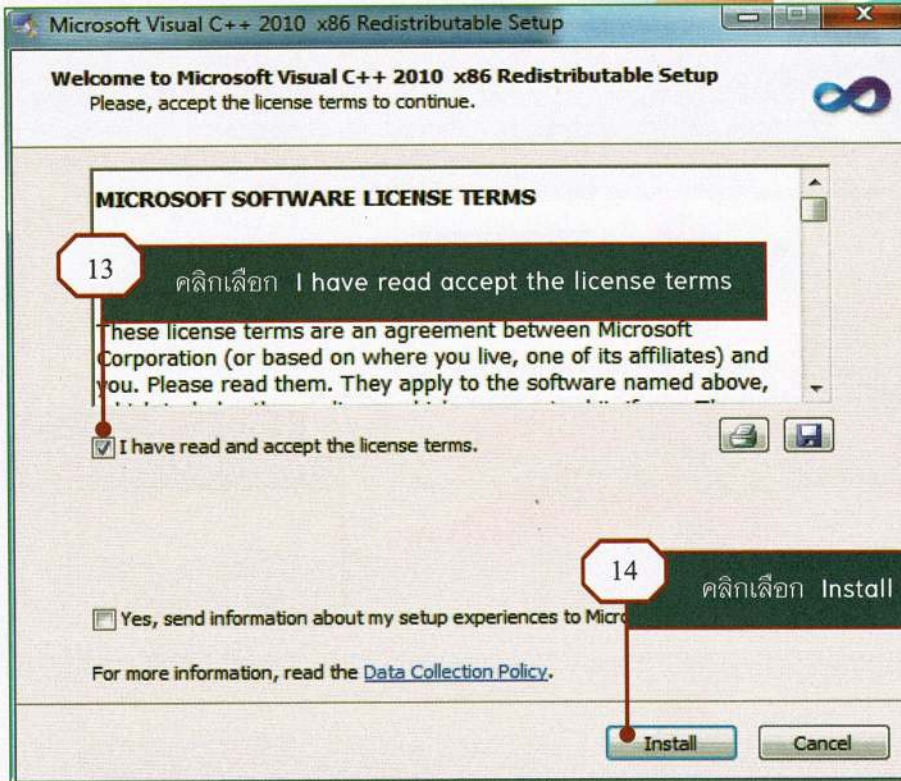 Microsoft Visual C++ 2010 x86 Redistributable Setup
Welcome to Microsoft Visual C++ 2010 x86 Redistributable Setup
Please, accept the license terms to continue.
MICROSOFT SOFTWARE LICENSE TERMS
13
คลิกเลือก I have read accept the license terms
These license terms are an agreement between Microsoft
Corporation (or based on where you live, one of its affiliates) and
you. Please read them. They apply to the software named above,
I have read and accept the license terms.
14
คลิกเลือก Install
Yes, send information about my setup experiences to Micro
For more information, read the Data Collection Policy.
Install
Cancel